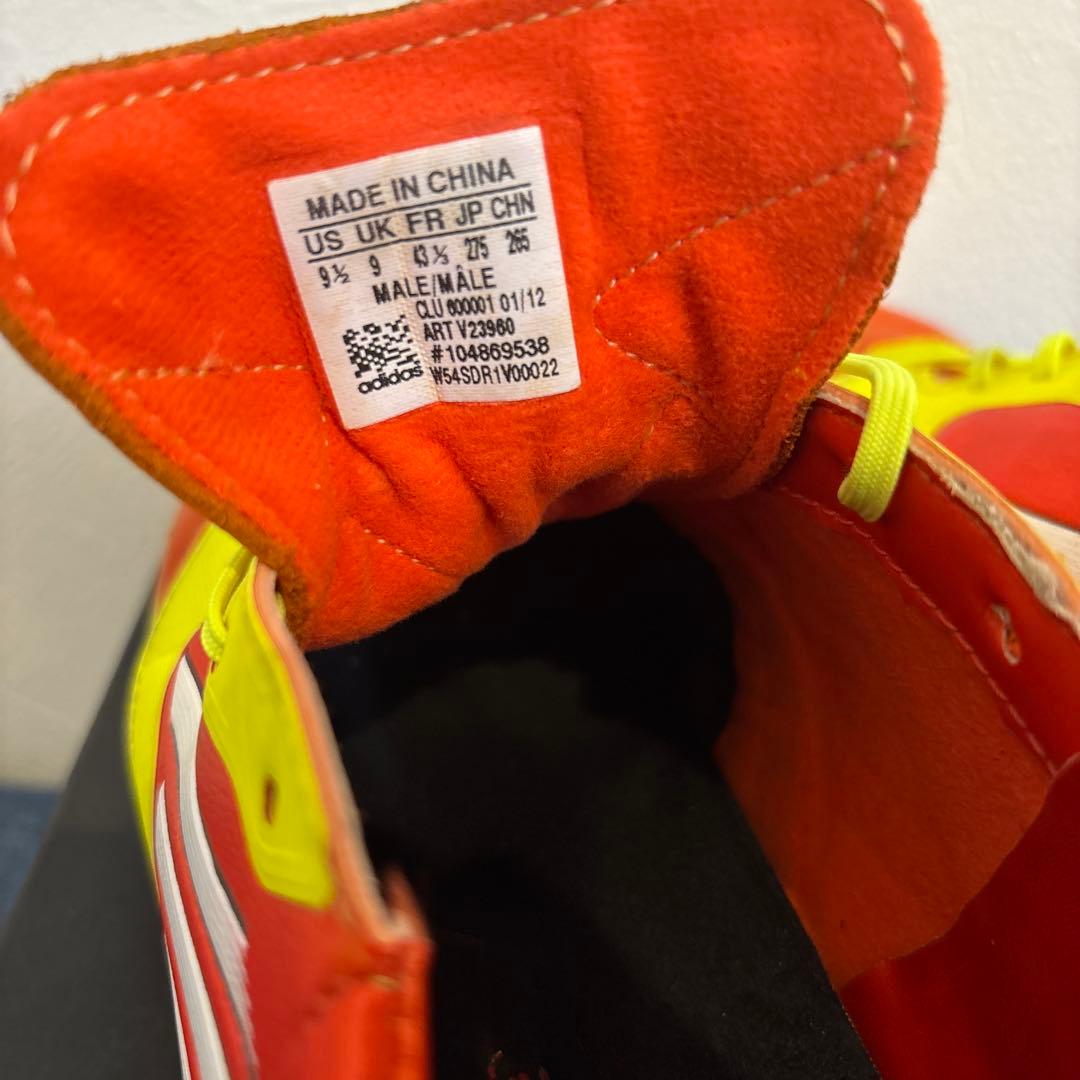 MADE IN CHINA
US UK FR JP CHN
9½ 9 43⅓ 275 265
MALE/MÂLE
CLU 600001 01/12
ART V23960
#104869538
adidas W54SDR1V00022